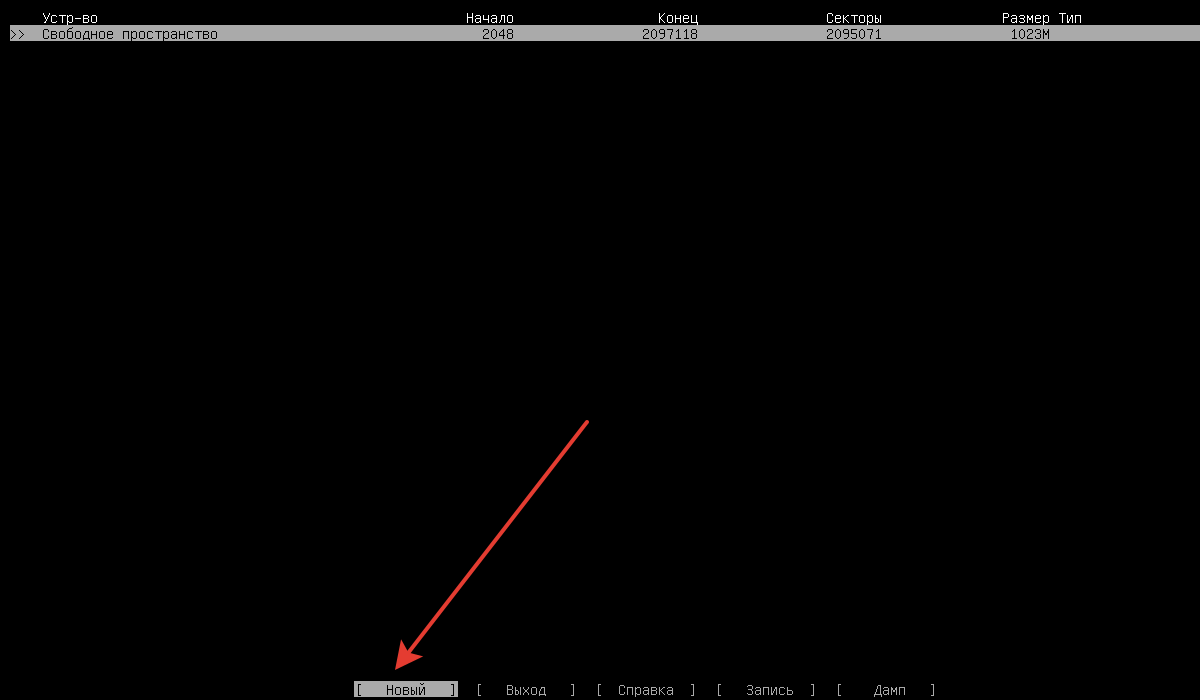 Устр-во Начало Конец Секторы Размер Тип
>> Свободное пространство 2048 2097118 2095071 1023M
[ Новый ] [ Выход ] [ Справка ] [ Запись ] [ Дамп ]